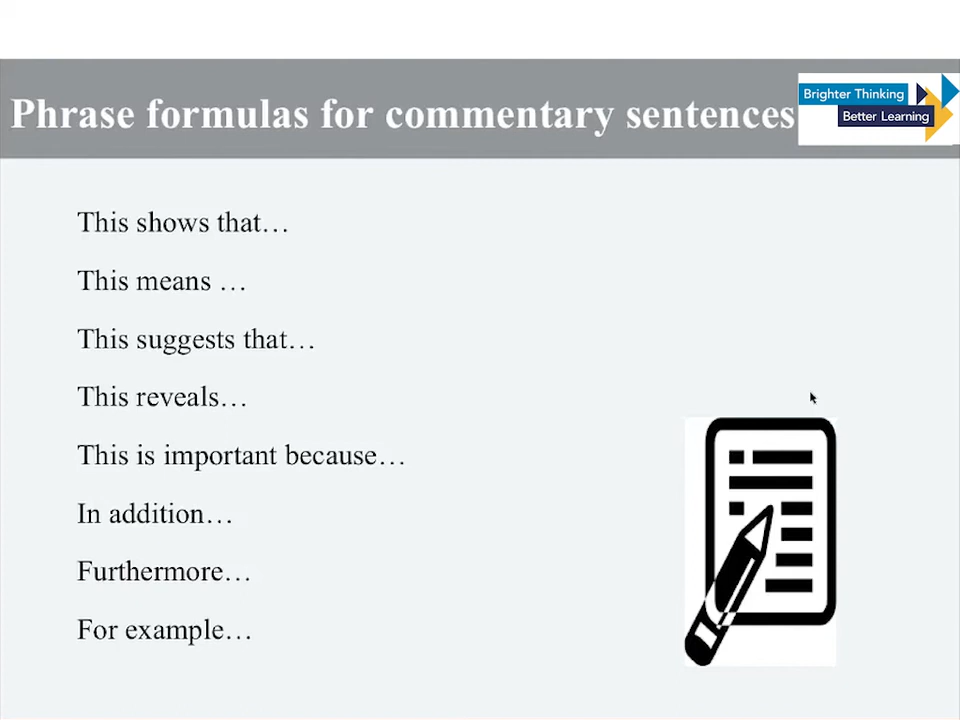 Phrase formulas for commentary sentences
Brighter Thinking
Better Learning
This shows that…
This means …
This suggests that…
This reveals…
This is important because…
In addition…
Furthermore…
For example…